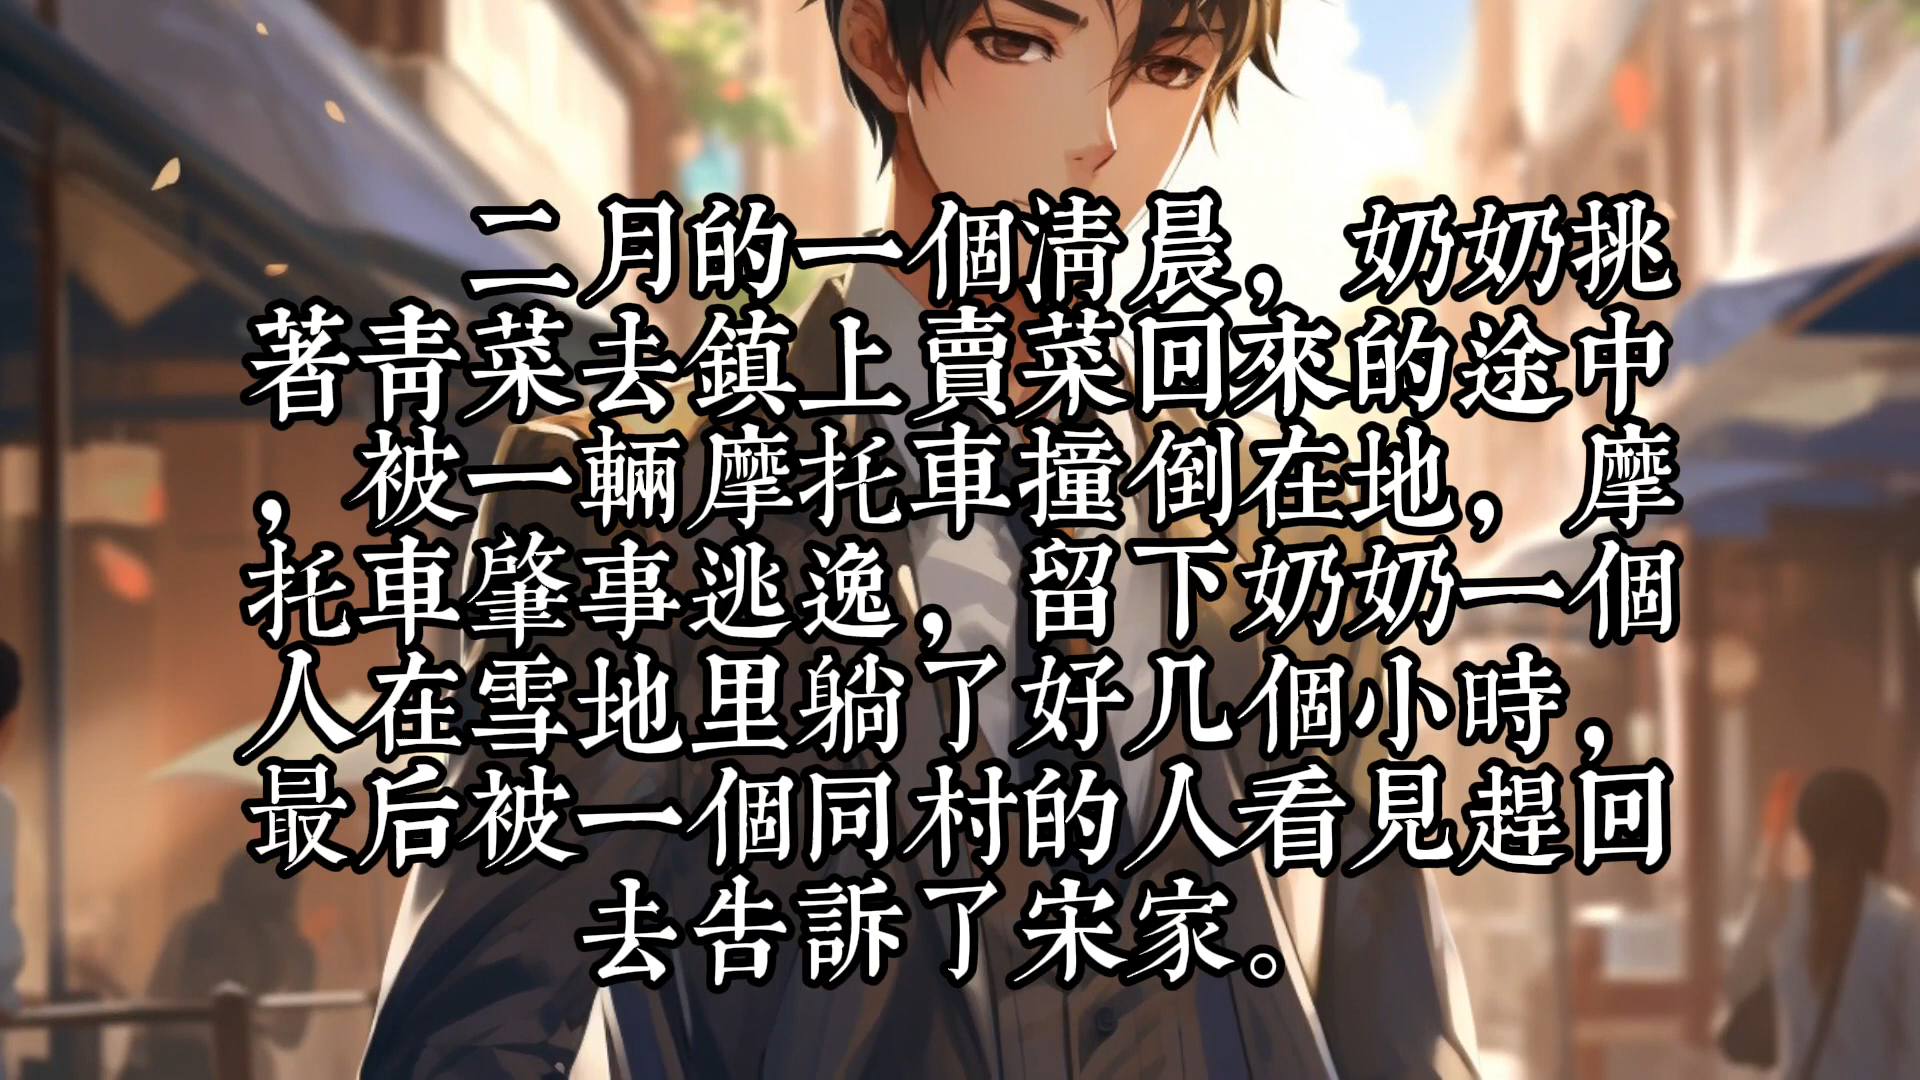 二月的一個清晨，奶奶挑
著青菜去鎮上賣菜回來的途中
，被一輛摩托車撞倒在地，摩
托車肇事逃逸，留下奶奶一個
人在雪地里躺了好几個小時，
最后被一個同村的人看見趕回
去告訴了宋家。